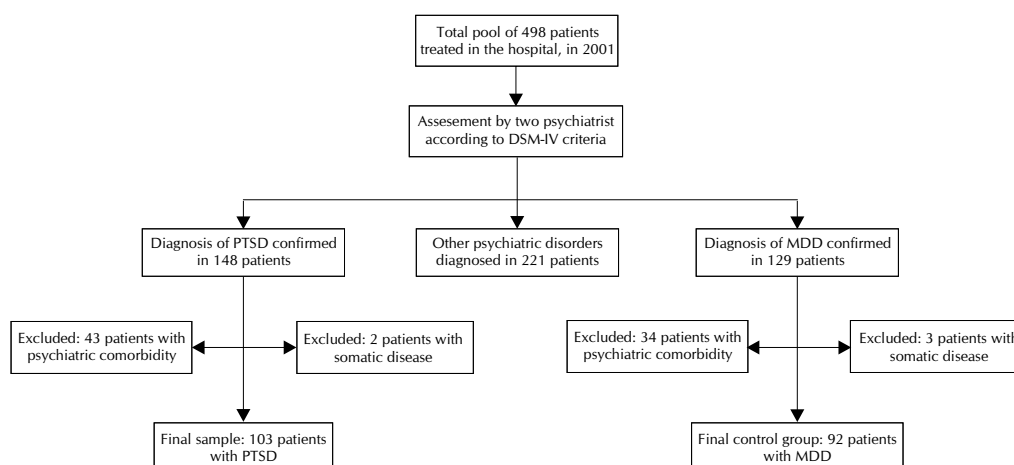 Total pool of 498 patients
treated in the hospital, in 2001
Assesement by two psychiatrist
according to DSM-IV criteria
Diagnosis of PTSD confirmed
in 148 patients
Other psychiatric disorders
diagnosed in 221 patients
Diagnosis of MDD confirmed
in 129 patients
Excluded: 43 patients with
psychiatric comorbidity
Excluded: 2 patients with
somatic disease
Excluded: 34 patients with
psychiatric comorbidity
Excluded: 3 patients with
somatic disease
Final sample: 103 patients
with PTSD
Final control group: 92 patients
with MDD